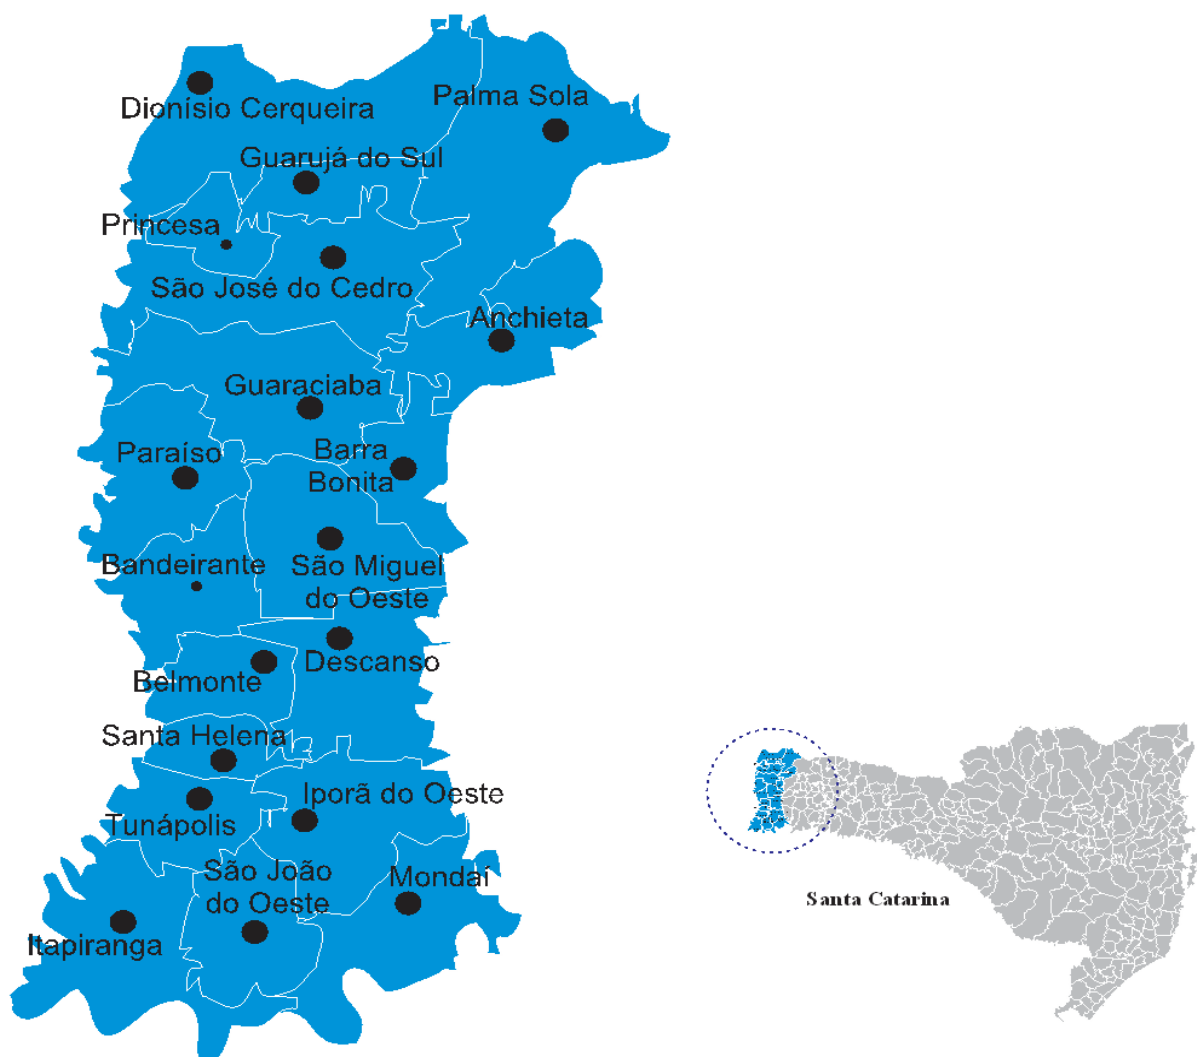 Dionísio Cerqueira
Palma Sola
Guarujá do Sul
Princesa
São José do Cedro
Anchieta
Guaraciaba
Paraíso
Barra
Bonita
Bandeirante
São Miguel
do Oeste
Descanso
Belmonte
Santa Helena
Iporã do Oeste
Tunápolis
São João
do Oeste
Mondaí
Itapiranga
Santa Catarina